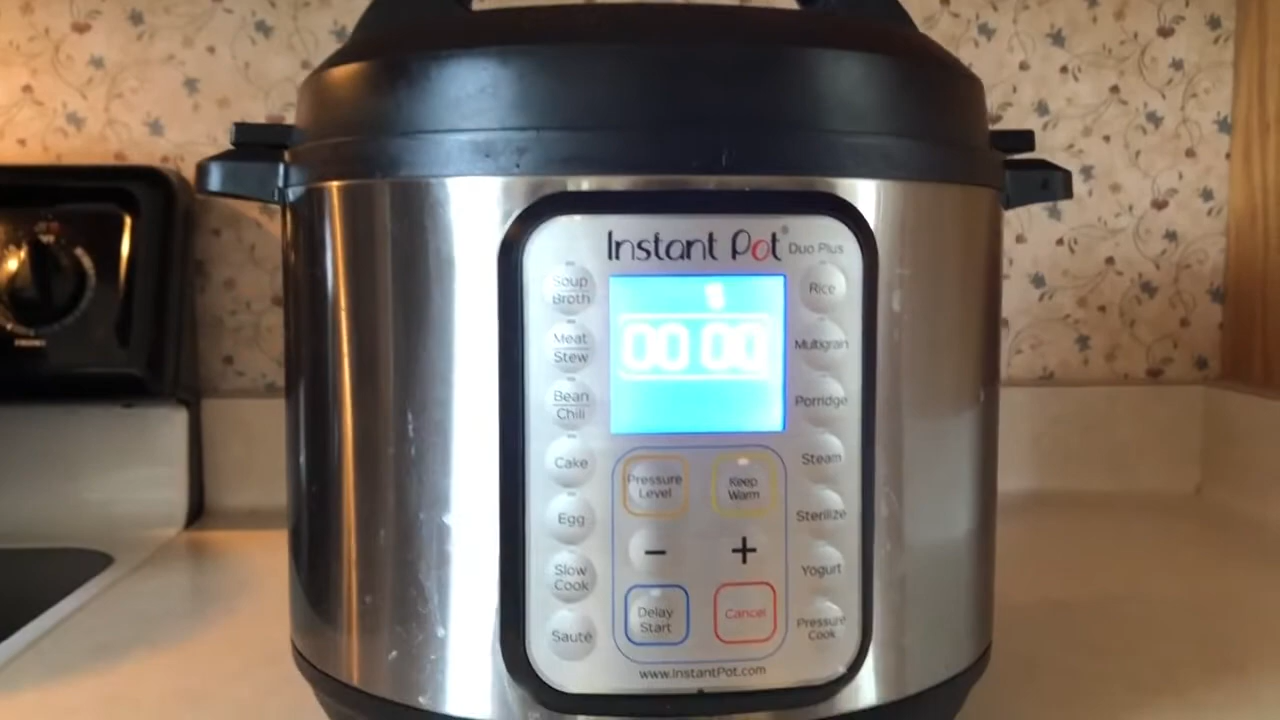 Instant Pot® Duo Plus
Soup
Broth
Meat
Stew
Bean
Chili
Cake
Egg
Slow
Cook
Sauté
00 00
Pressure
Level
Keep
Warm
− +
Delay
Start
Cancel
Rice
Multigrain
Porridge
Steam
Sterilize
Yogurt
Pressure
Cook
www.InstantPot.com